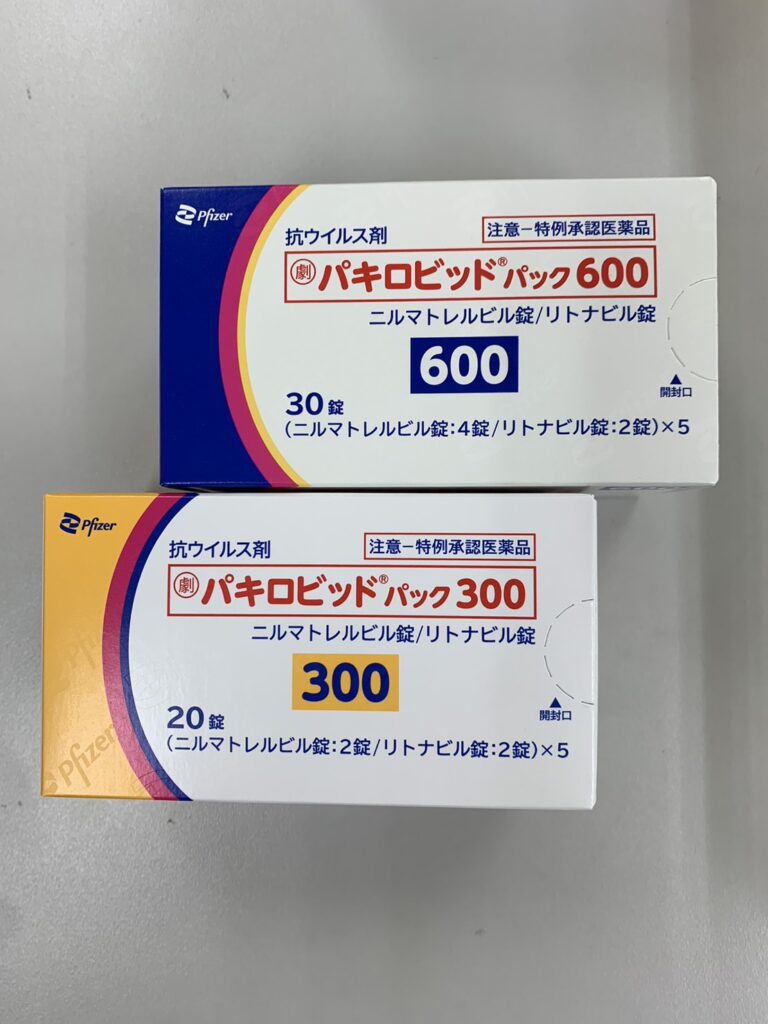 Pfizer
抗ウイルス剤
注意－特例承認医薬品
劇 パキロビッド®パック 600
ニルマトレルビル錠/リトナビル錠
600
30錠
(ニルマトレルビル錠:4錠/リトナビル錠:2錠)×5
▲
開封口
Pfizer
抗ウイルス剤
注意－特例承認医薬品
劇 パキロビッド®パック 300
ニルマトレルビル錠/リトナビル錠
300
20錠
(ニルマトレルビル錠:2錠/リトナビル錠:2錠)×5
▲
開封口
Pfizer